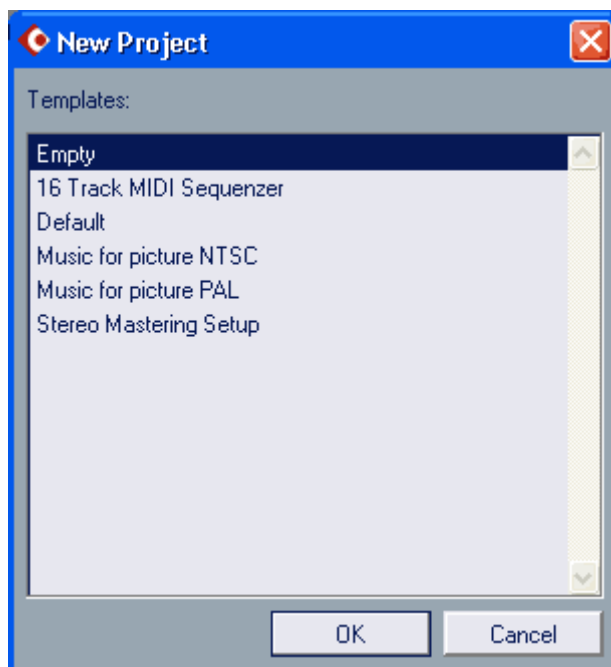 New Project
Templates:
Empty
16 Track MIDI Sequenzer
Default
Music for picture NTSC
Music for picture PAL
Stereo Mastering Setup
OK
Cancel